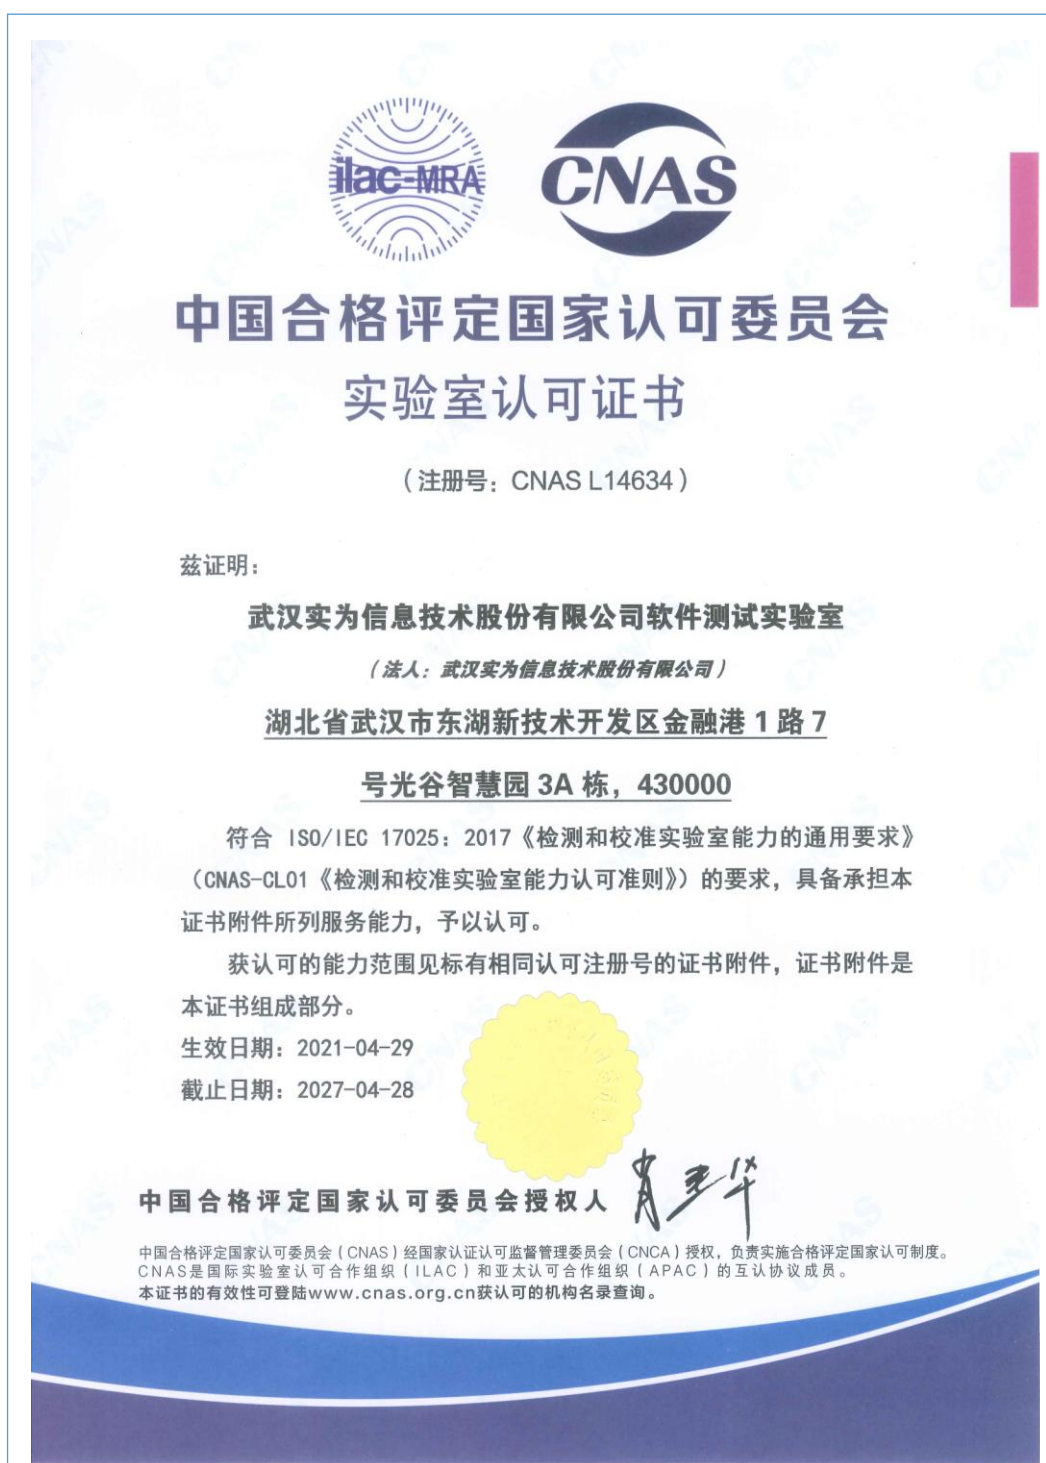 ilac-MRA
CNAS
中国合格评定国家认可委员会
实验室认可证书
（注册号：CNAS L14634）
兹证明：
武汉实为信息技术股份有限公司软件测试实验室
（法人：武汉实为信息技术股份有限公司）
湖北省武汉市东湖新技术开发区金融港 1 路 7
号光谷智慧园 3A 栋，430000
符合 ISO/IEC 17025：2017《检测和校准实验室能力的通用要求》
（CNAS-CL01《检测和校准实验室能力认可准则》）的要求，具备承担本
证书附件所列服务能力，予以认可。
获认可的能力范围见标有相同认可注册号的证书附件，证书附件是
本证书组成部分。
生效日期：2021-04-29
截止日期：2027-04-28
中国合格评定国家认可委员会授权人
中国合格评定国家认可委员会（CNAS）经国家认证认可监督管理委员会（CNCA）授权，负责实施合格评定国家认可制度。
CNAS是国际实验室认可合作组织（ILAC）和亚太认可合作组织（APAC）的互认协议成员。
本证书的有效性可登陆www.cnas.org.cn获认可的机构名录查询。